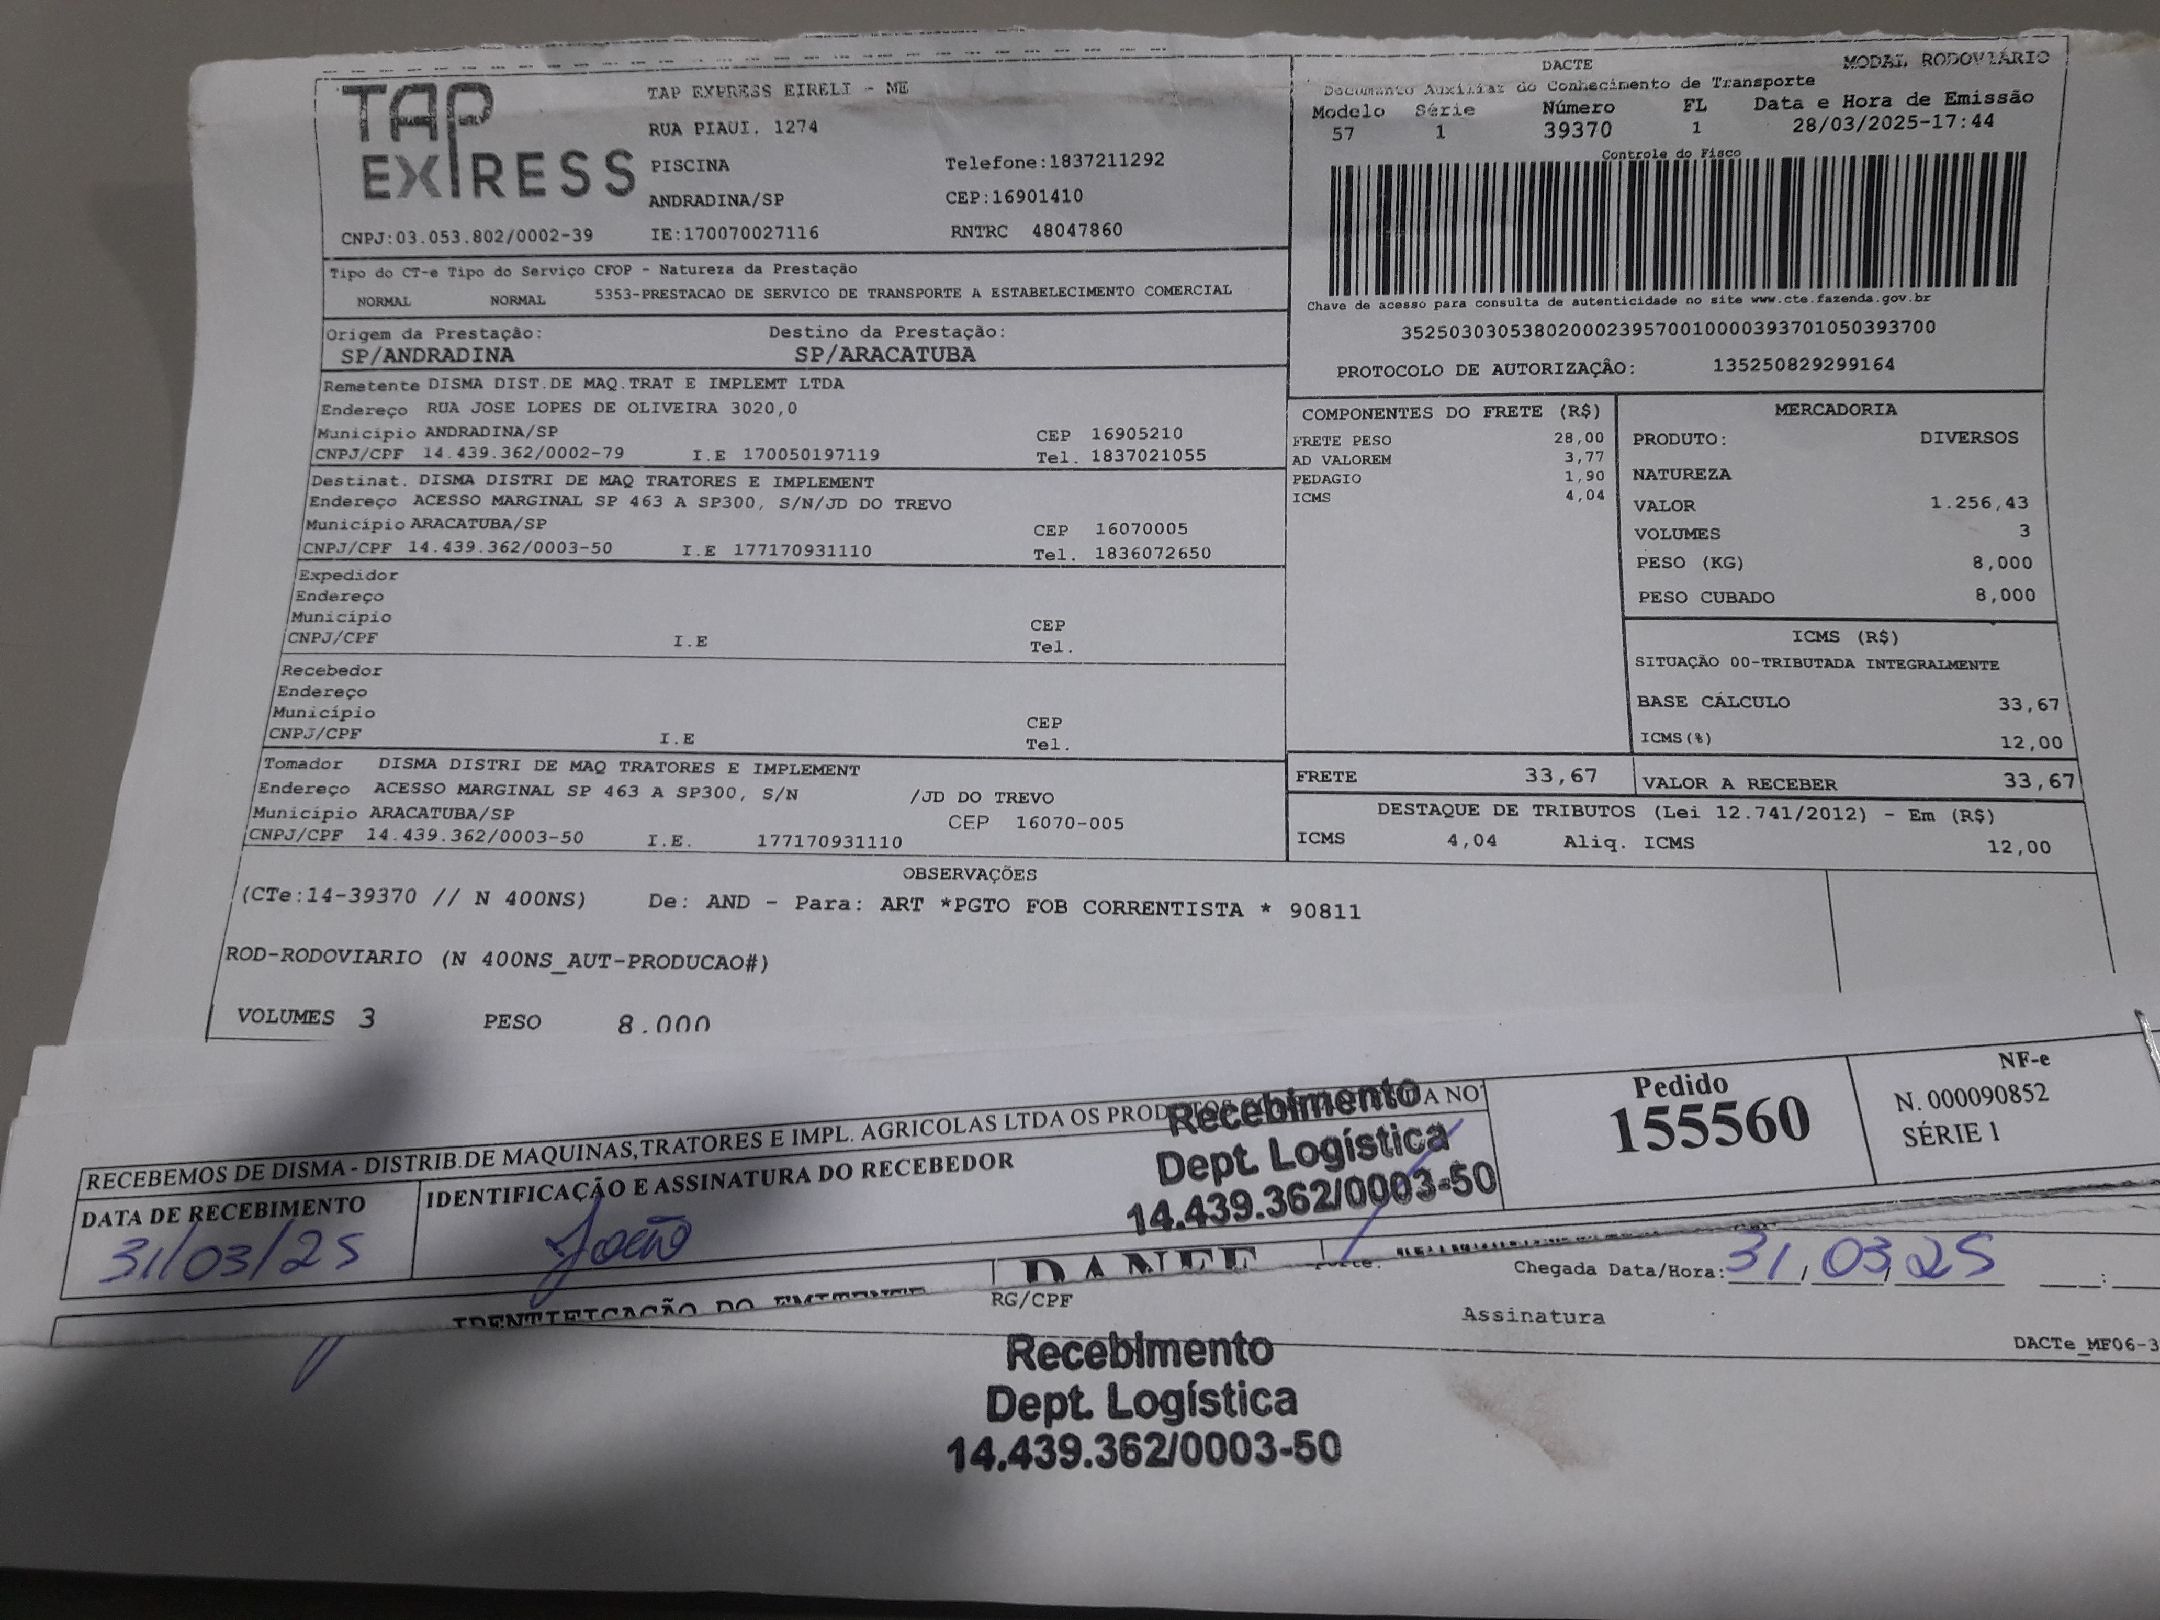 TAP EXPRESS
TAP EXPRESS EIRELI - ME
RUA PIAUI. 1274
PISCINA Telefone:1837211292
ANDRADINA/SP CEP:16901410
CNPJ:03.053.802/0002-39 IE:170070027116 RNTRC 48047860
DACTE MODAL RODOVIÁRIO
Documento Auxiliar do Conhecimento de Transporte
Modelo Série Número FL Data e Hora de Emissão
57 1 39370 1 28/03/2025-17:44
Controle do Fisco
Chave de acesso para consulta de autenticidade no site www.cte.fazenda.gov.br
35250303053802000239570010000393701050393700
PROTOCOLO DE AUTORIZAÇÃO: 135250829299164
Tipo do CT-e Tipo do Serviço CFOP - Natureza da Prestação
NORMAL NORMAL 5353-PRESTACAO DE SERVICO DE TRANSPORTE A ESTABELECIMENTO COMERCIAL
Origem da Prestação: Destino da Prestação:
SP/ANDRADINA SP/ARACATUBA
Remetente DISMA DIST.DE MAQ.TRAT E IMPLEMT LTDA
Endereço RUA JOSE LOPES DE OLIVEIRA 3020,0
Município ANDRADINA/SP CEP 16905210
CNPJ/CPF 14.439.362/0002-79 I.E 170050197119 Tel. 1837021055
Destinat. DISMA DISTRI DE MAQ TRATORES E IMPLEMENT
Endereço ACESSO MARGINAL SP 463 A SP300, S/N/JD DO TREVO
Município ARACATUBA/SP CEP 16070005
CNPJ/CPF 14.439.362/0003-50 I.E 177170931110 Tel. 1836072650
Expedidor
Endereço
Município CEP
CNPJ/CPF I.E Tel.
Recebedor
Endereço
Município CEP
CNPJ/CPF I.E Tel.
Tomador DISMA DISTRI DE MAQ TRATORES E IMPLEMENT
Endereço ACESSO MARGINAL SP 463 A SP300, S/N /JD DO TREVO
Município ARACATUBA/SP CEP 16070-005
CNPJ/CPF 14.439.362/0003-50 I.E. 177170931110
COMPONENTES DO FRETE (R$)
FRETE PESO 28,00
AD VALOREM 3,77
PEDAGIO 1,90
ICMS 4,04
MERCADORIA
PRODUTO: DIVERSOS
NATUREZA
VALOR 1.256,43
VOLUMES 3
PESO (KG) 8,000
PESO CUBADO 8,000
ICMS (R$)
SITUAÇÃO 00-TRIBUTADA INTEGRALMENTE
BASE CÁLCULO 33,67
ICMS(%) 12,00
FRETE 33,67 VALOR A RECEBER 33,67
DESTAQUE DE TRIBUTOS (Lei 12.741/2012) - Em (R$)
ICMS 4,04 Aliq. ICMS 12,00
OBSERVAÇÕES
(CTe:14-39370 // N 400NS) De: AND - Para: ART *PGTO FOB CORRENTISTA * 90811
ROD-RODOVIARIO (N 400NS_AUT-PRODUCAO#)
VOLUMES 3 PESO 8.000
RECEBEMOS DE DISMA - DISTRIB.DE MAQUINAS,TRATORES E IMPL. AGRICOLAS LTDA OS
DATA DE RECEBIMENTO IDENTIFICAÇÃO E ASSINATURA DO RECEBEDOR
31/03/25 João
Recebimento
Dept. Logística
14.439.362/0003-50
Pedido
155560
NF-e
N. 000090852
SÉRIE 1
IDENTIFICAÇÃO DO EMITENTE DANFE
RG/CPF
Chegada Data/Hora: 31/03/25 :
Assinatura
DACTe_MF06-3
Recebimento
Dept. Logística
14.439.362/0003-50